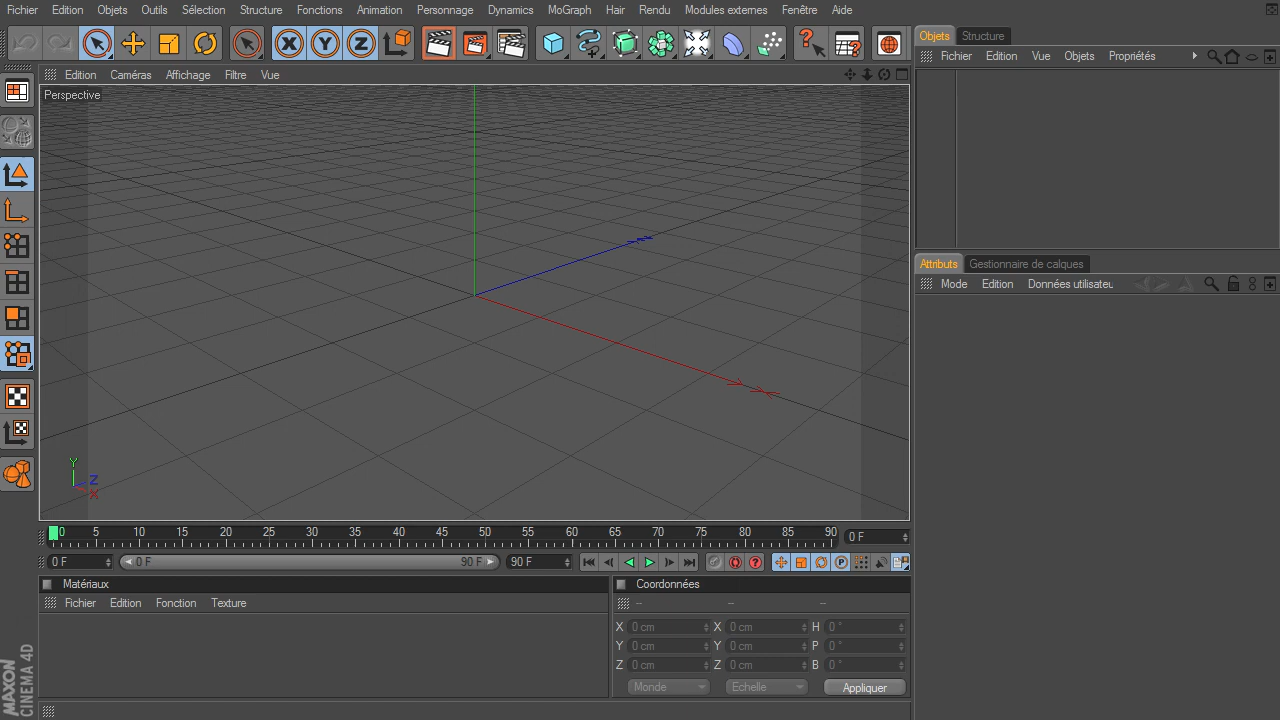 Fichier Edition Objets Outils Sélection Structure Fonctions Animation Personnage Dynamics MoGraph Hair Rendu Modules externes Fenêtre Aide
X Y Z
Objets Structure
Fichier Edition Vue Objets Propriétés
Edition Caméras Affichage Filtre Vue
Perspective
Y
Z
X
Attributs Gestionnaire de calques
Mode Edition Données utilisateu
0 5 10 15 20 25 30 35 40 45 50 55 60 65 70 75 80 85 90 0 F
0 F 0 F 90 F 90 F
Matériaux
Fichier Edition Fonction Texture
Coordonnées
-- -- --
X 0 cm X 0 cm H 0 °
Y 0 cm Y 0 cm P 0 °
Z 0 cm Z 0 cm B 0 °
Monde Echelle Appliquer
MAXON
CINEMA 4D